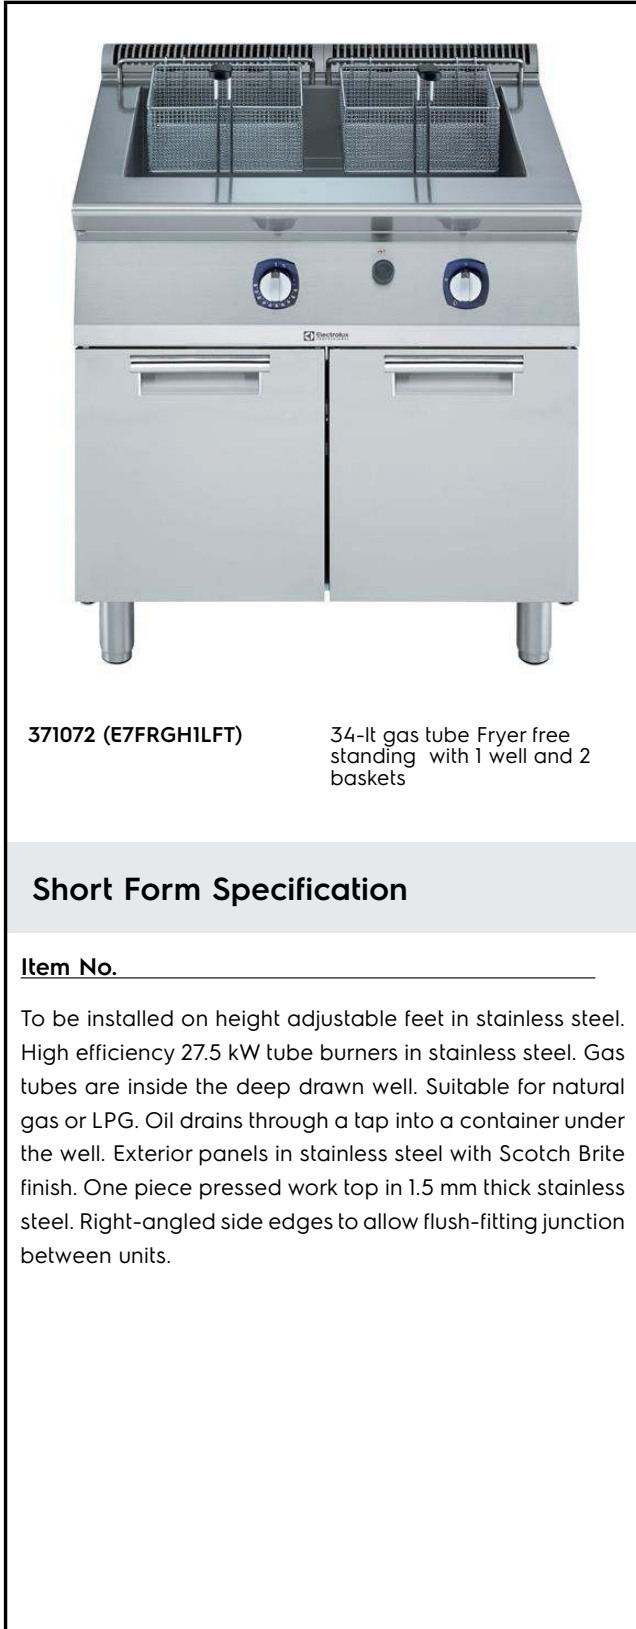 Electrolux
PROFESSIONAL
371072 (E7FRGH1LFT)
34-lt gas tube Fryer free
standing with 1 well and 2
baskets
Short Form Specification
Item No.
To be installed on height adjustable feet in stainless steel.
High efficiency 27.5 kW tube burners in stainless steel. Gas
tubes are inside the deep drawn well. Suitable for natural
gas or LPG. Oil drains through a tap into a container under
the well. Exterior panels in stainless steel with Scotch Brite
finish. One piece pressed work top in 1.5 mm thick stainless
steel. Right-angled side edges to allow flush-fitting junction
between units.